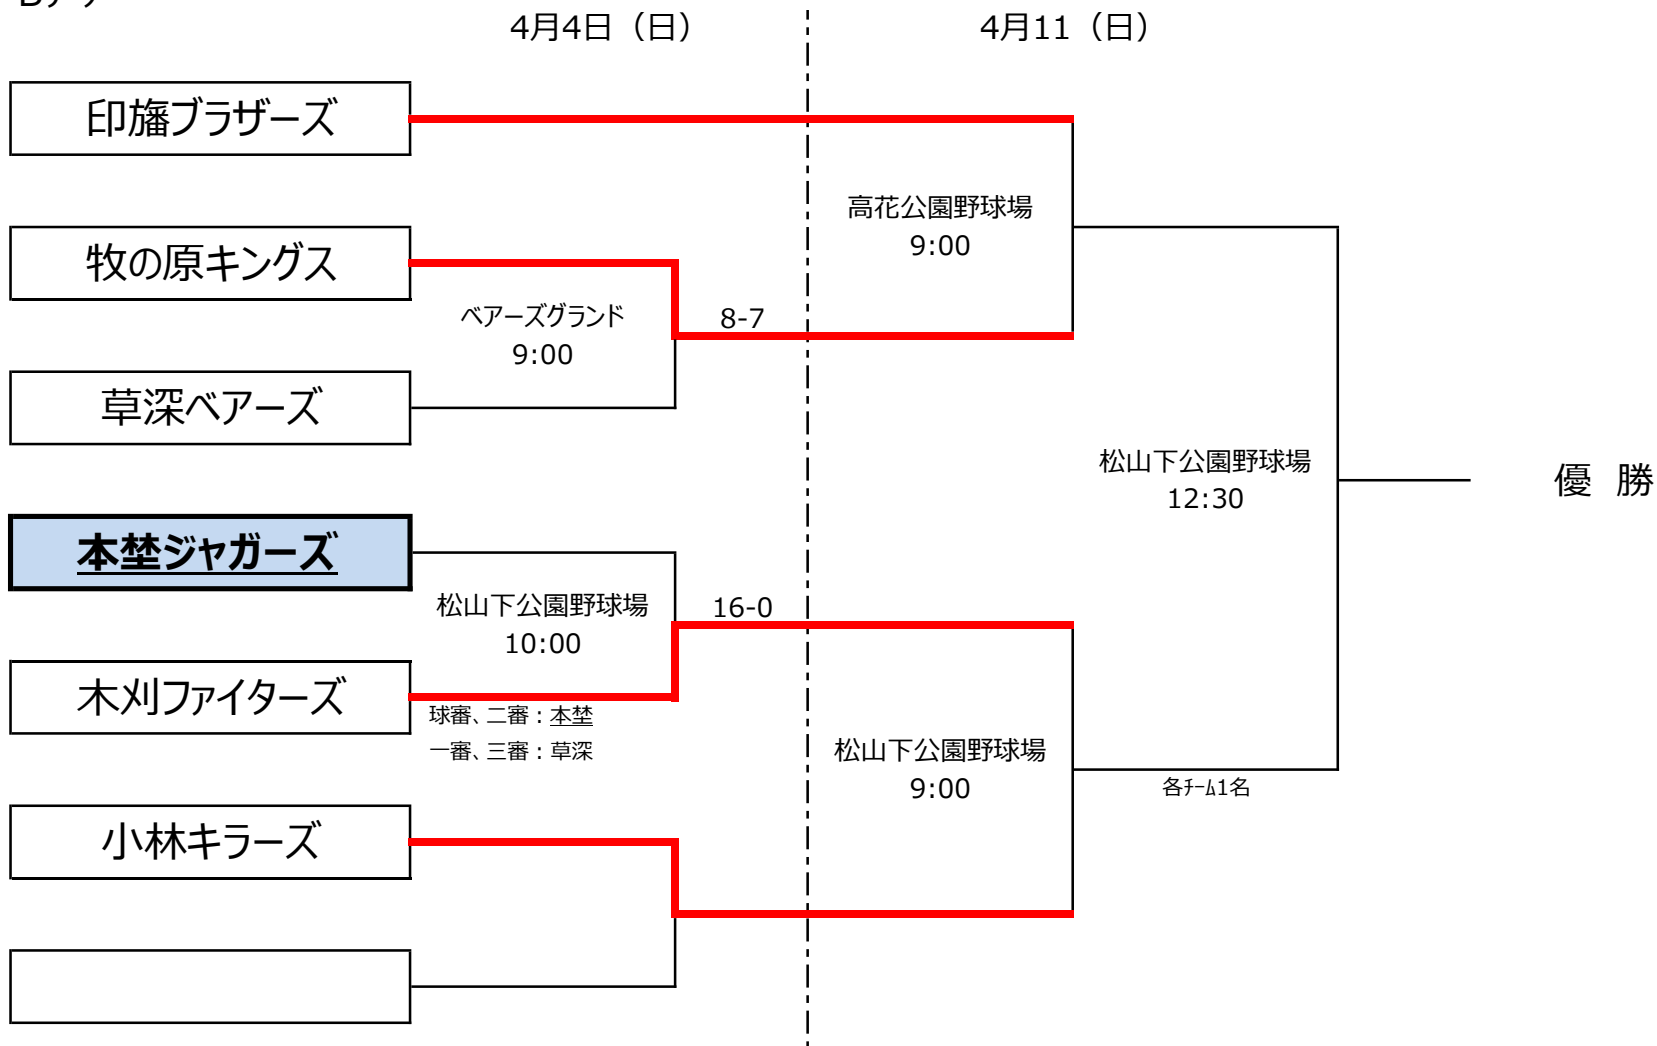 4月4日（日）
4月11（日）
印旛ブラザーズ
高花公園野球場
9:00
牧の原キングス
ベアーズグランド
9:00
8-7
草深ベアーズ
松山下公園野球場
12:30
優 勝
本埜ジャガーズ
松山下公園野球場
10:00
16-0
木刈ファイターズ
球審、二審：本埜
一審、三審：草深
松山下公園野球場
9:00
各ﾁｰﾑ1名
小林キラーズ